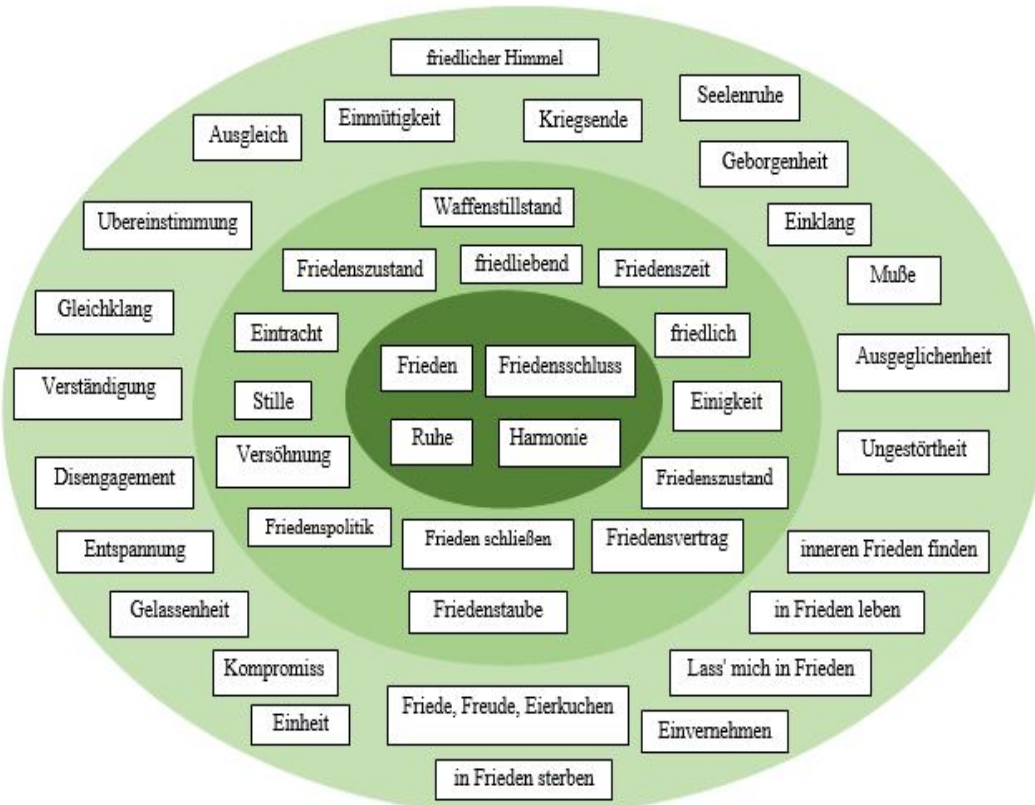 friedlicher Himmel
Seelenruhe
Einmütigkeit
Kriegsende
Ausgleich
Geborgenheit
Waffenstillstand
Ubereinstimmung
Einklang
Friedenszustand
friedliebend
Friedenszeit
Muße
Gleichklang
Eintracht
friedlich
Frieden
Friedensschluss
Ausgeglichenheit
Verständigung
Stille
Einigkeit
Ruhe
Harmonie
Versöhnung
Ungestörtheit
Disengagement
Friedenszustand
Friedenspolitik
Frieden schließen
Friedensvertrag
Entspannung
inneren Frieden finden
Gelassenheit
Friedenstaube
in Frieden leben
Kompromiss
Lass' mich in Frieden
Friede, Freude, Eierkuchen
Einheit
Einvernehmen
in Frieden sterben